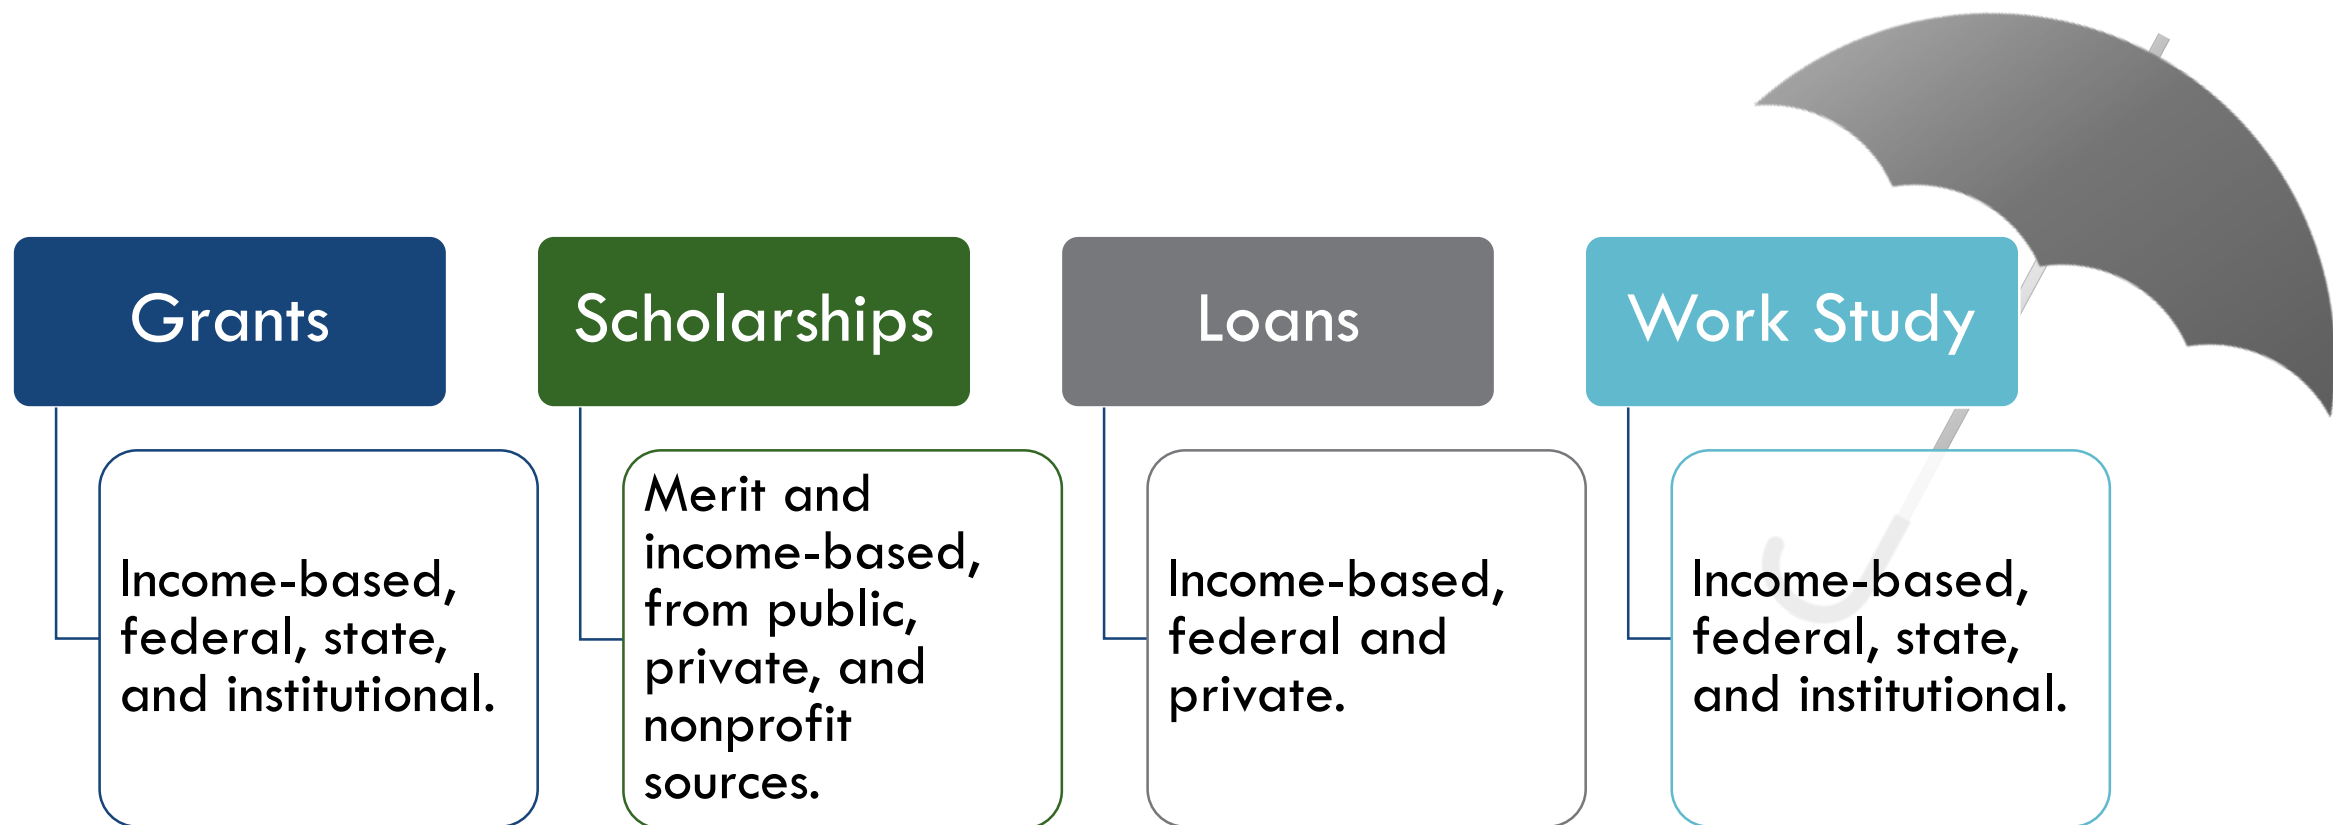 Grants
Income-based,
federal, state,
and institutional.
Scholarships
Merit and
income-based,
from public,
private, and
nonprofit
sources.
Loans
Income-based,
federal and
private.
Work Study
Income-based,
federal, state,
and institutional.